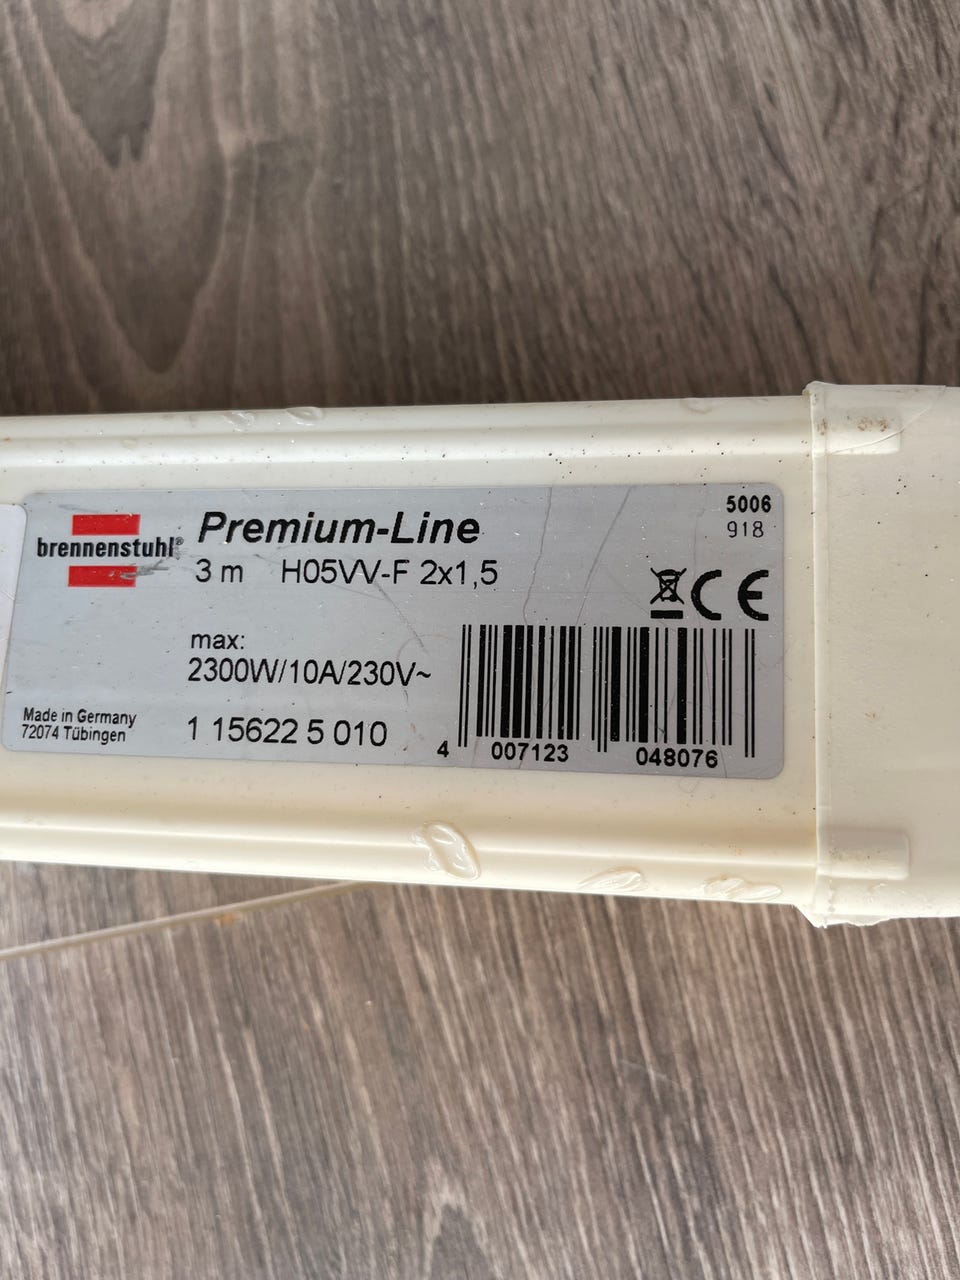 brennenstuhl®
Premium-Line
3 m H05VV-F 2x1,5
5006
918
CE
max:
2300W/10A/230V~
Made in Germany
72074 Tübingen
1 15622 5 010
4 007123 048076